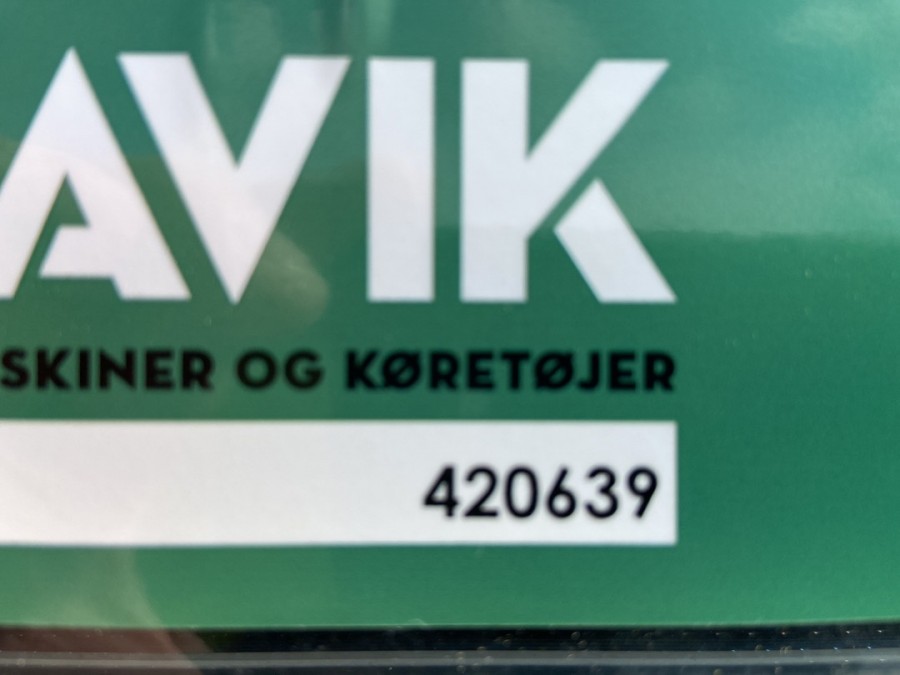 AVIK
SKINER OG KØRETØJER
420639